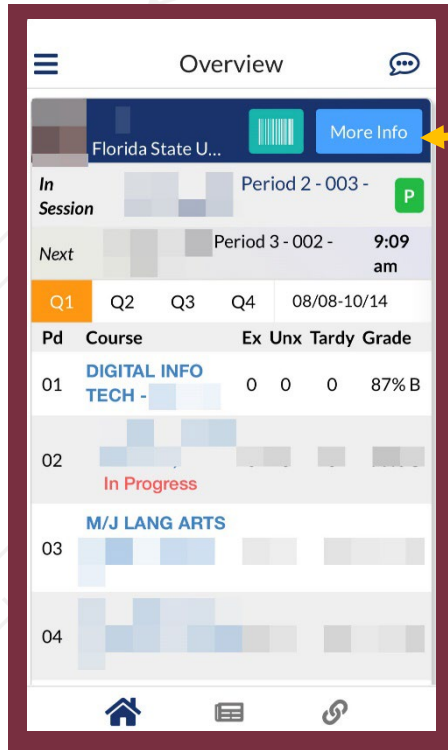 Overview
Florida State U...
More Info
In Session
Period 2 - 003 -
P
Next
Period 3 - 002 -
9:09 am
Q1 Q2 Q3 Q4 08/08-10/14
Pd Course Ex Unx Tardy Grade
01 DIGITAL INFO TECH - 0 0 0 87% B
02
In Progress
03 M/J LANG ARTS
04